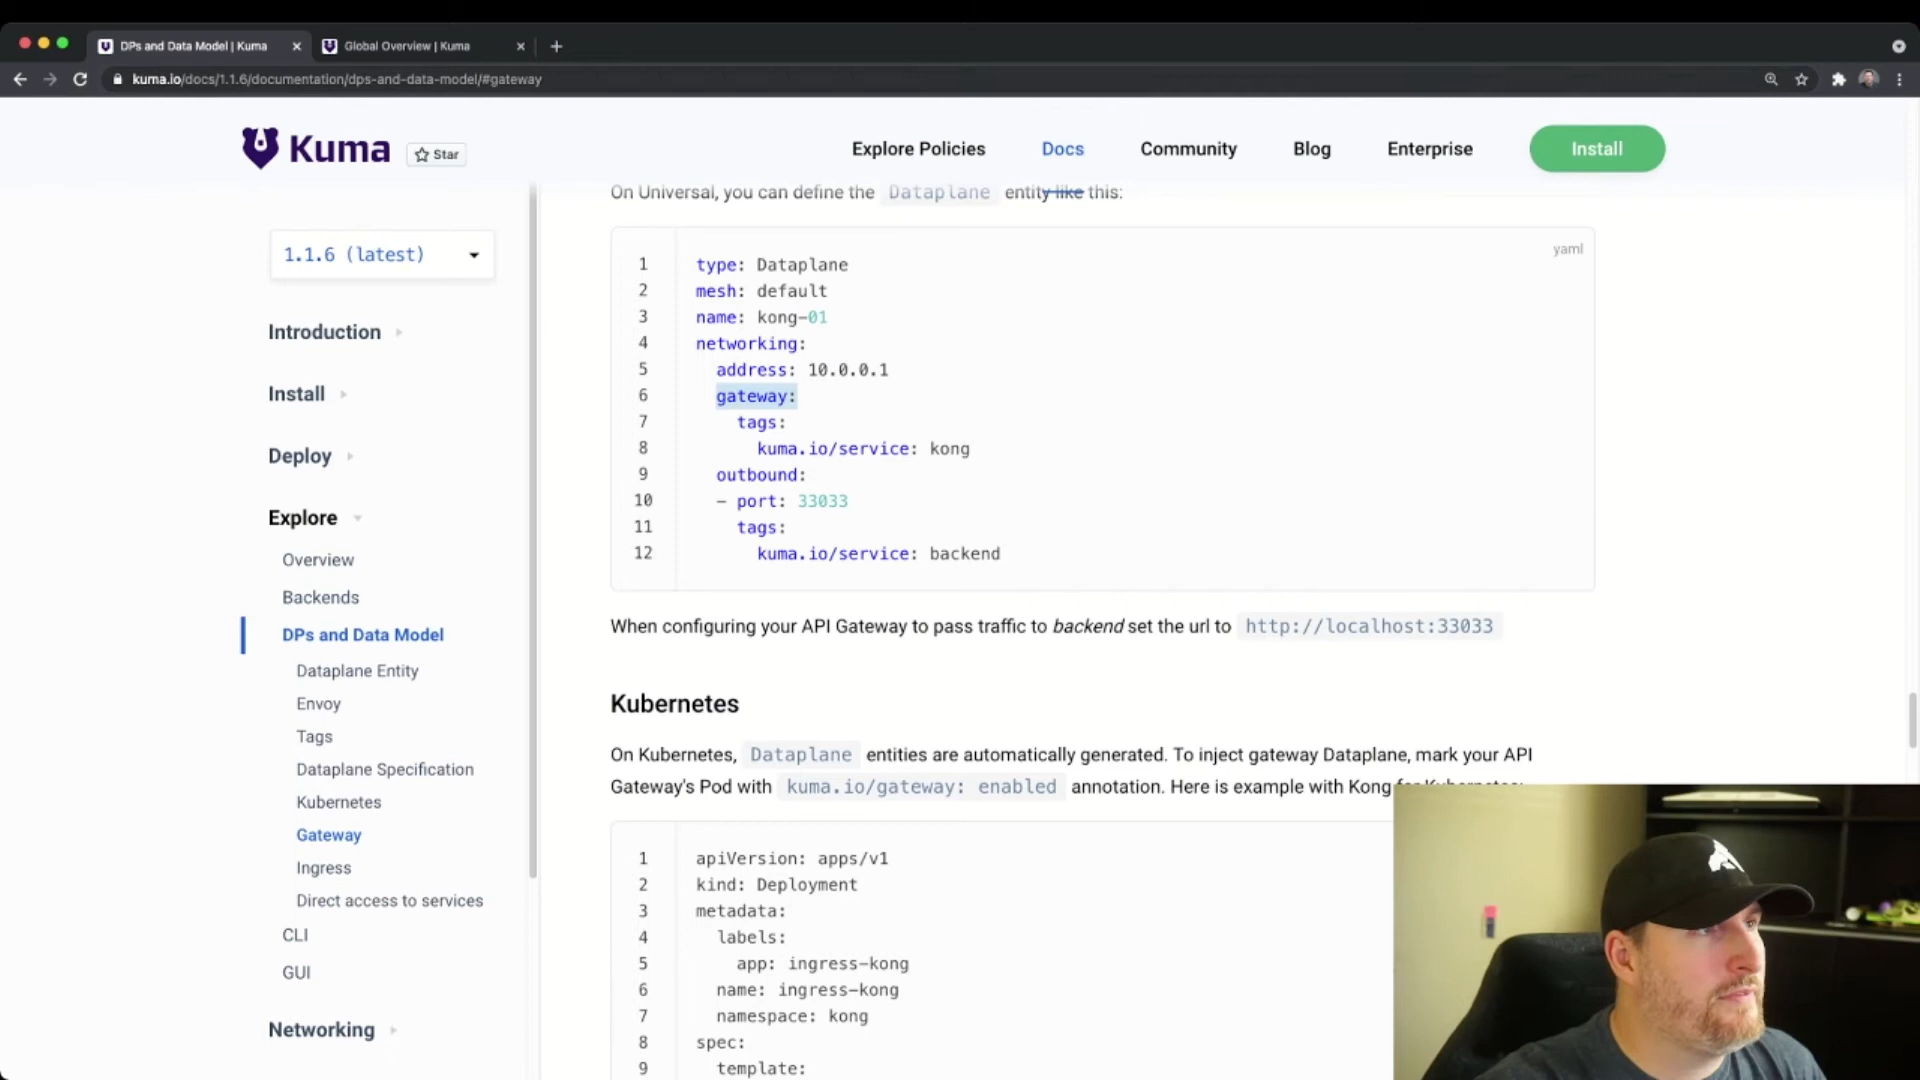 DPs and Data Model | Kuma
Global Overview | Kuma
kuma.io/docs/1.1.6/documentation/dps-and-data-model/#gateway
Kuma
Star
Explore Policies
Docs
Community
Blog
Enterprise
Install
1.1.6 (latest)
Introduction
Install
Deploy
Explore
Overview
Backends
DPs and Data Model
Dataplane Entity
Envoy
Tags
Dataplane Specification
Kubernetes
Gateway
Ingress
Direct access to services
CLI
GUI
Networking
On Universal, you can define the Dataplane entity like this:
yaml
1 type: Dataplane
2 mesh: default
3 name: kong-01
4 networking:
5 address: 10.0.0.1
6 gateway:
7 tags:
8 kuma.io/service: kong
9 outbound:
10 - port: 33033
11 tags:
12 kuma.io/service: backend
When configuring your API Gateway to pass traffic to backend set the url to http://localhost:33033
Kubernetes
On Kubernetes, Dataplane entities are automatically generated. To inject gateway Dataplane, mark your API
Gateway's Pod with kuma.io/gateway: enabled annotation. Here is example with Kong for Kubernetes:
1 apiVersion: apps/v1
2 kind: Deployment
3 metadata:
4 labels:
5 app: ingress-kong
6 name: ingress-kong
7 namespace: kong
8 spec:
9 template: